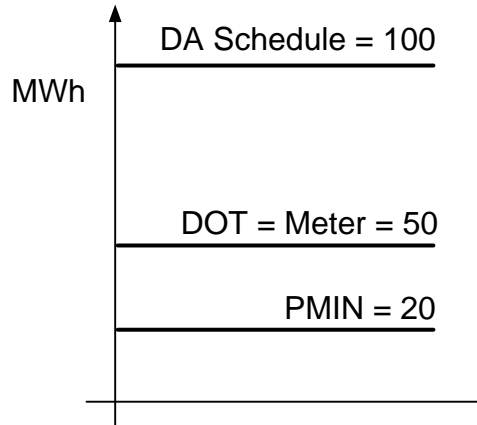 DA Schedule = 100
MWh
DOT = Meter = 50
PMIN = 20